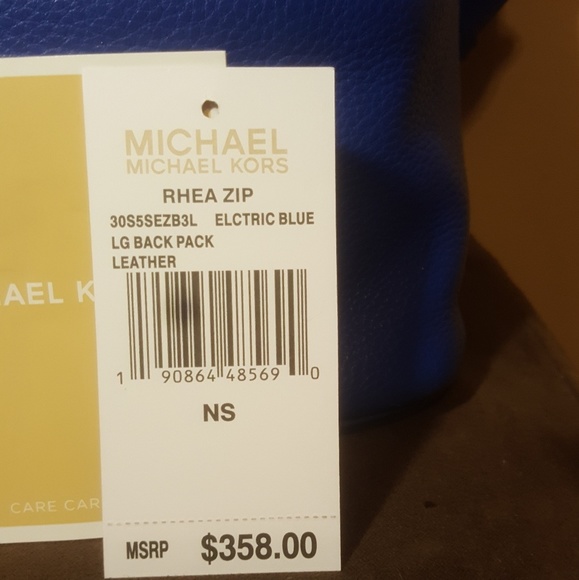 MICHAEL
MICHAEL KORS
RHEA ZIP
30S5SEZB3L ELCTRIC BLUE
LG BACK PACK
LEATHER
1 90864 48569 0
NS
MSRP $358.00
AEL K
CARE CAR